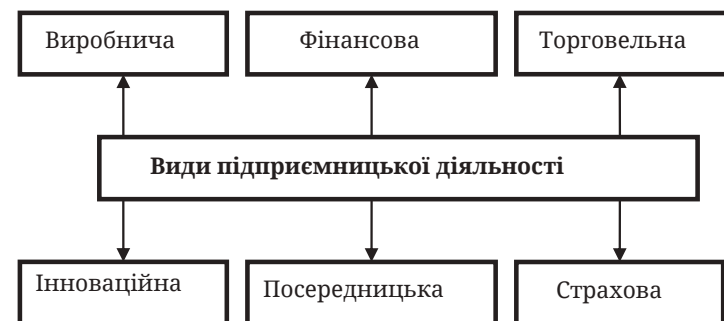 Виробнича
Фінансова
Торговельна
Види підприємницької діяльності
Інноваційна
Посередницька
Страхова